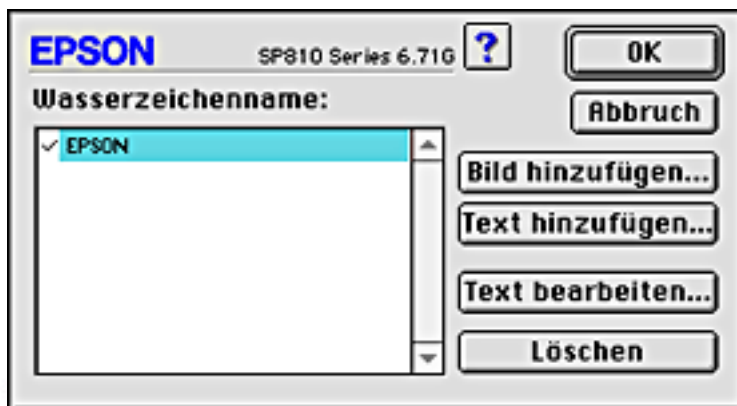 EPSON SP810 Series 6.71G ? OK
Wasserzeichenname:
Abbruch
EPSON
Bild hinzufügen...
Text hinzufügen...
Text bearbeiten...
Löschen